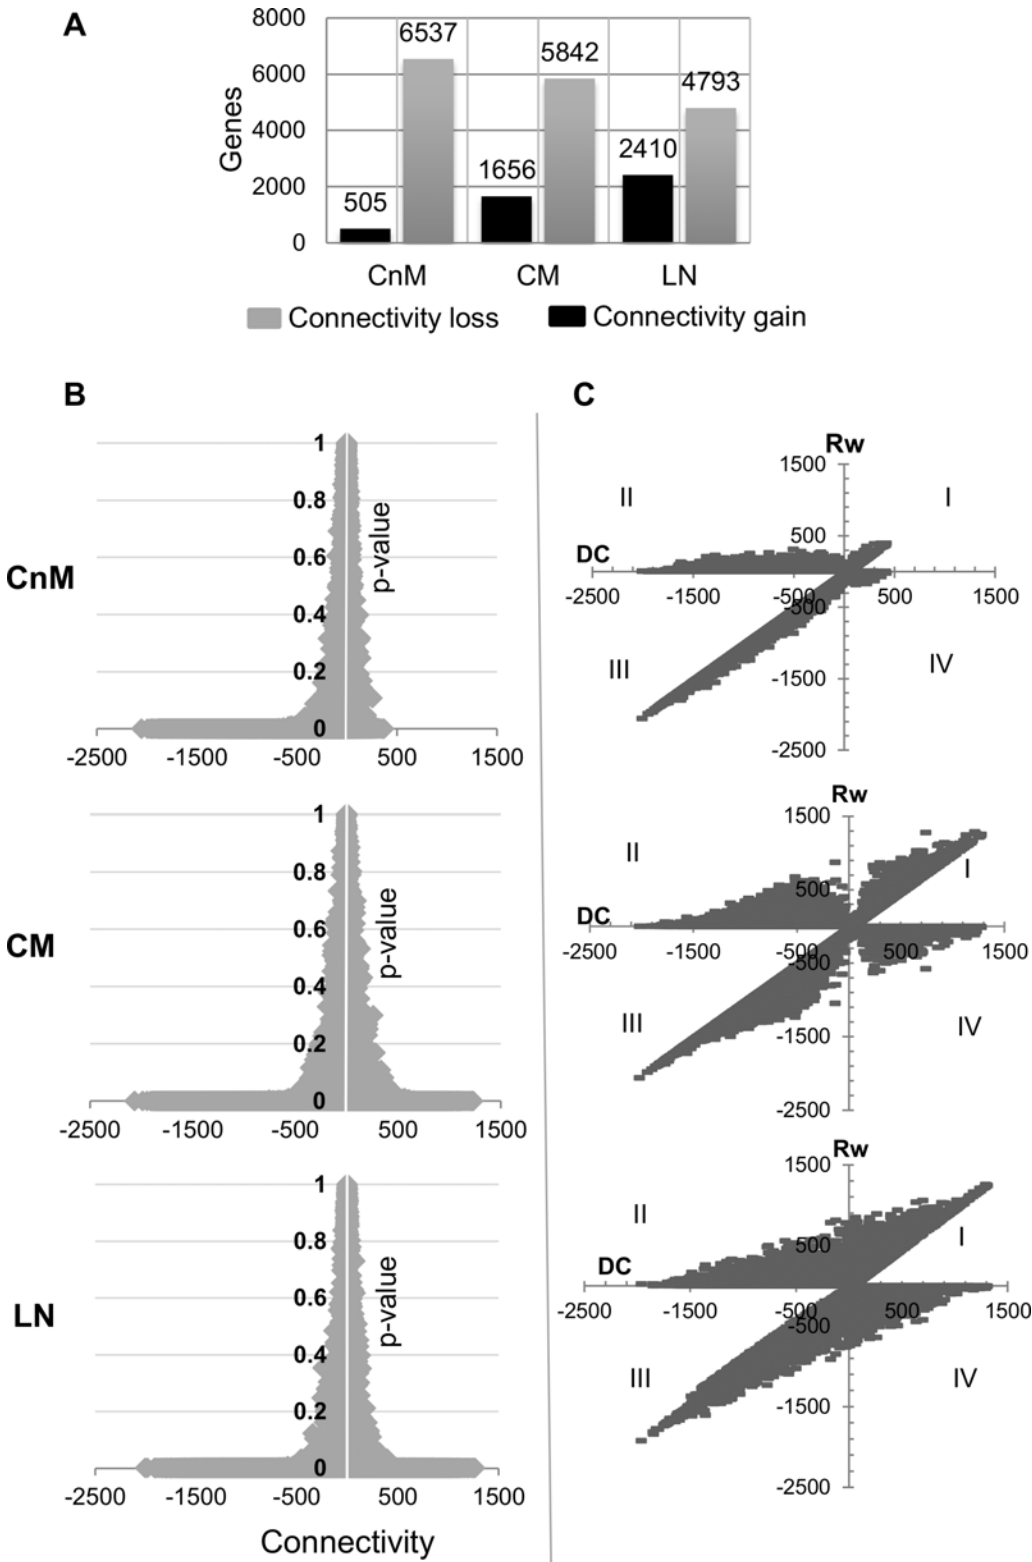 A
8000
6000
4000
2000
0
Genes
6537
5842
4793
505
1656
2410
CnM CM LN
Connectivity loss Connectivity gain
B
CnM
1
0.8
0.6
0.4
0.2
0
p-value
-2500 -1500 -500 500 1500
CM
1
0.8
0.6
0.4
0.2
0
p-value
-2500 -1500 -500 500 1500
LN
1
0.8
0.6
0.4
0.2
0
p-value
-2500 -1500 -500 500 1500
Connectivity
C
Rw
1500
II I
500
DC
-2500 -1500 -500 500 1500
-500
III IV
-1500
-2500
Rw
1500
II I
500
DC
-2500 -1500 -500 500 1500
-500
III IV
-1500
-2500
Rw
1500
II I
500
DC
-2500 -1500 -500 500 1500
-500
III IV
-1500
-2500